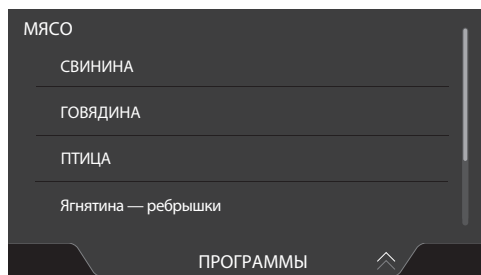 МЯСО
СВИНИНА
ГОВЯДИНА
ПТИЦА
Ягнятина — ребрышки
ПРОГРАММЫ